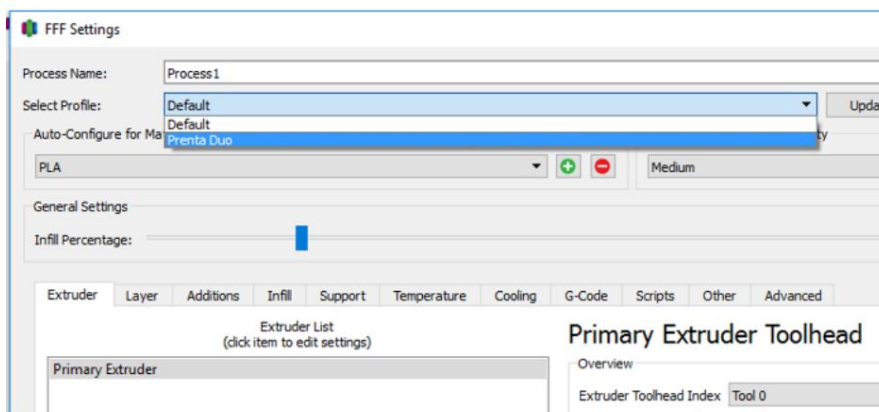 FFF Settings
Process Name: Process1
Select Profile: Default Upda
Default
Prenta Duo
Auto-Configure for Ma ty
PLA Medium
General Settings
Infill Percentage:
Extruder Layer Additions Infill Support Temperature Cooling G-Code Scripts Other Advanced
Extruder List
(click item to edit settings)
Primary Extruder
Primary Extruder Toolhead
Overview
Extruder Toolhead Index Tool 0